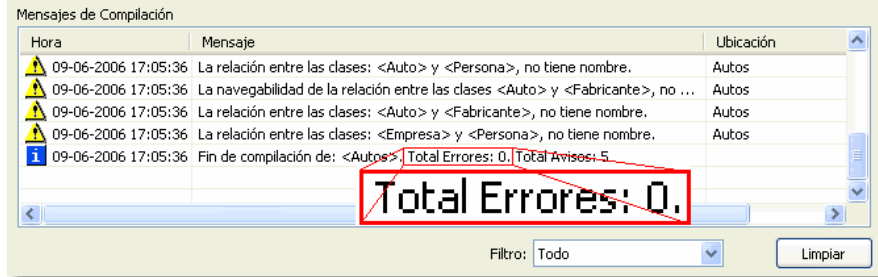 Mensajes de Compilación
Hora Mensaje Ubicación
09-06-2006 17:05:36 La relación entre las clases: <Auto> y <Persona>, no tiene nombre. Autos
09-06-2006 17:05:36 La navegabilidad de la relación entre las clases <Auto> y <Fabricante>, no ... Autos
09-06-2006 17:05:36 La relación entre las clases: <Auto> y <Fabricante>, no tiene nombre. Autos
09-06-2006 17:05:36 La relación entre las clases: <Empresa> y <Persona>, no tiene nombre. Autos
09-06-2006 17:05:36 Fin de compilación de: <Autos>. Total Errores: 0. Total Avisos: 5
Total Errores: 0.
Filtro: Todo Limpiar